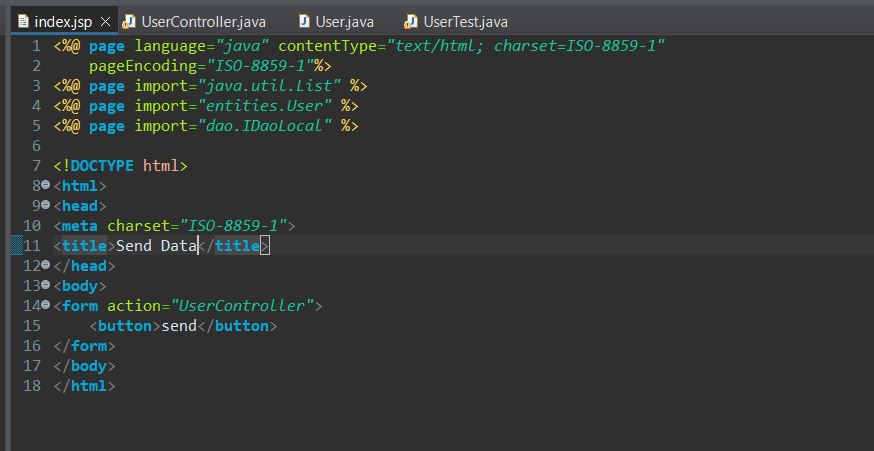 index.jsp UserController.java User.java UserTest.java
1 <%@ page language="java" contentType="text/html; charset=ISO-8859-1"
2     pageEncoding="ISO-8859-1"%>
3 <%@ page import="java.util.List" %>
4 <%@ page import="entities.User" %>
5 <%@ page import="dao.IDaoLocal" %>
6
7 <!DOCTYPE html>
8 <html>
9 <head>
10 <meta charset="ISO-8859-1">
11 <title>Send Data</title>
12 </head>
13 <body>
14 <form action="UserController">
15     <button>send</button>
16 </form>
17 </body>
18 </html>